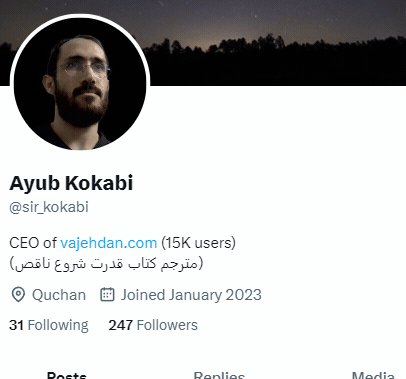 Ayub Kokabi
@sir_kokabi
CEO of vajehdan.com (15K users)
(مترجم کتاب قدرت شروع ناقص)
Quchan Joined January 2023
31 Following 247 Followers
Posts Replies Media